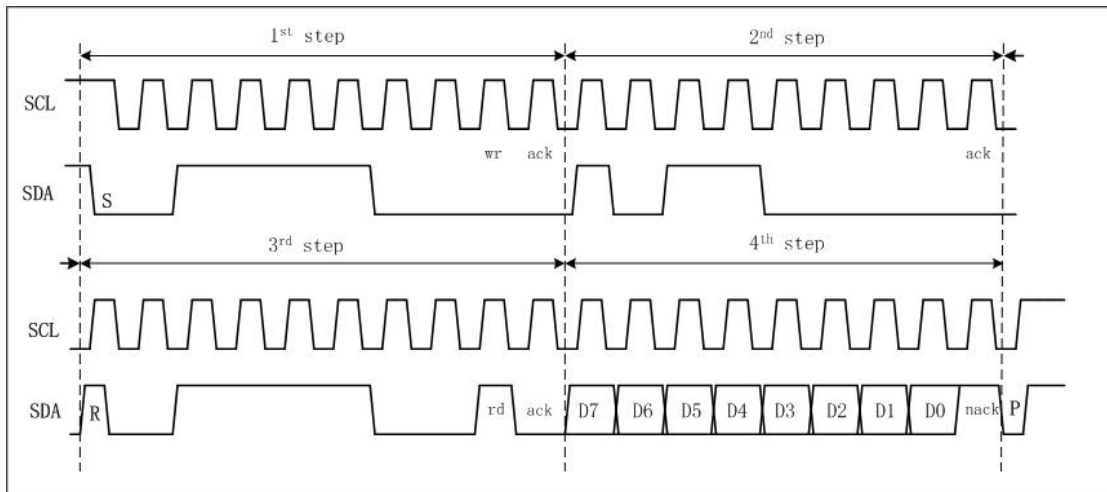 1st step 2nd step
SCL
wr ack ack
SDA S
3rd step 4th step
SCL
SDA R rd ack D7 D6 D5 D4 D3 D2 D1 D0 nack P